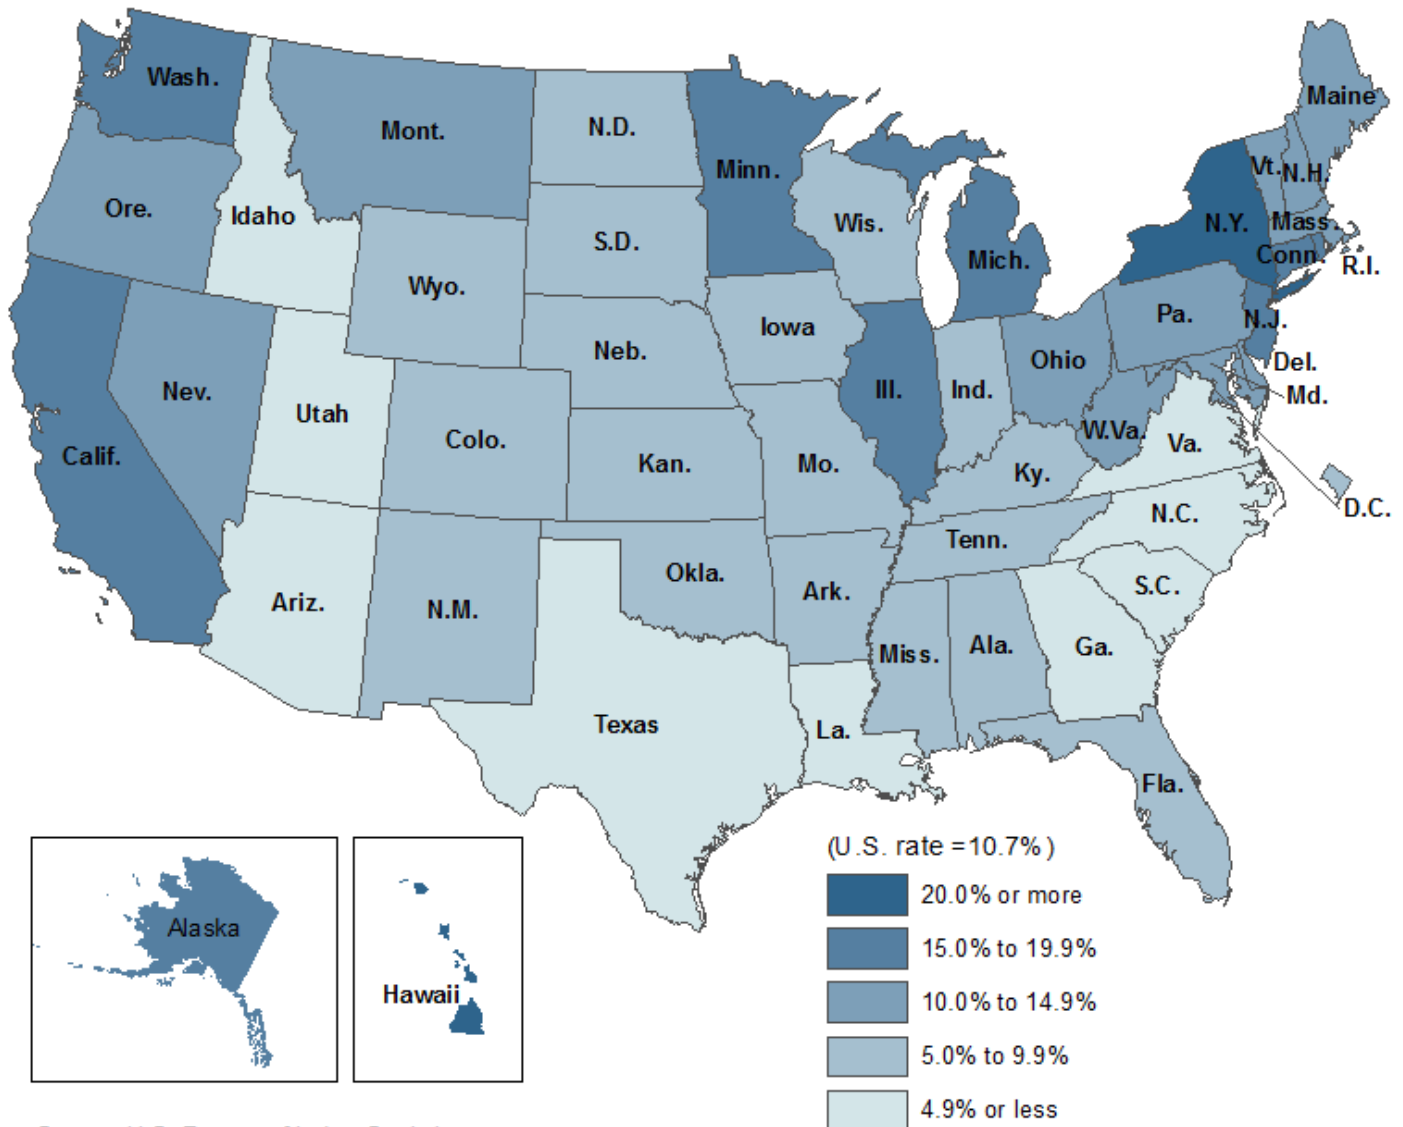 Wash.
Mont.
N.D.
Minn.
Maine
Vt.
N.H.
Ore.
Idaho
S.D.
Wis.
Mich.
N.Y.
Mass.
Conn.
R.I.
Wyo.
Iowa
Neb.
Pa.
N.J.
Ohio
Del.
Md.
Nev.
Utah
Colo.
Ill.
Ind.
W.Va.
Va.
Calif.
Kan.
Mo.
Ky.
D.C.
N.C.
Tenn.
Okla.
Ark.
S.C.
Ariz.
N.M.
Miss.
Ala.
Ga.
Texas
La.
Fla.
Alaska
Hawaii
(U.S. rate =10.7%)
20.0% or more
15.0% to 19.9%
10.0% to 14.9%
5.0% to 9.9%
4.9% or less